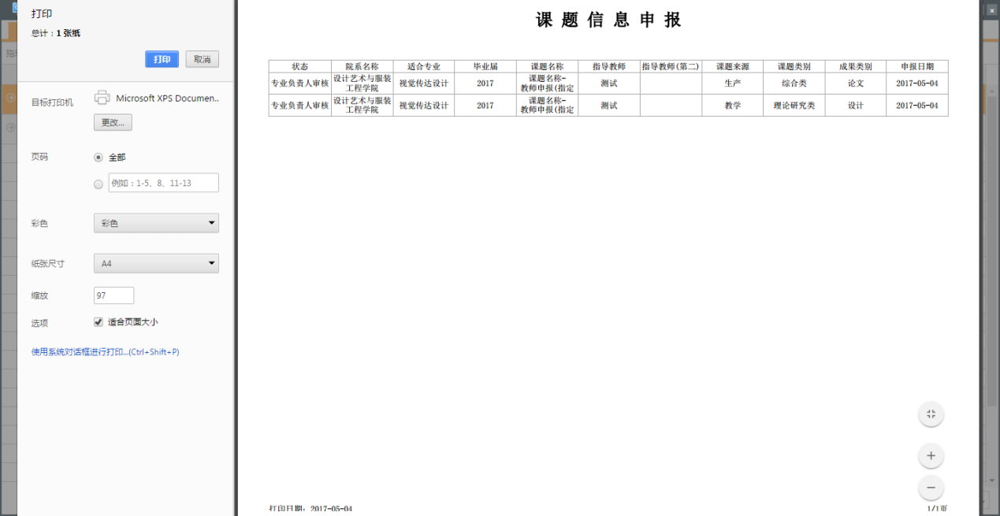 打印
总计：1 张纸
打印 取消
目标打印机 Microsoft XPS Documen..
更改...
页码 全部
例如：1-5、8、11-13
彩色 彩色
纸张尺寸 A4
缩放 97
选项 适合页面大小
使用系统对话框进行打印...(Ctrl+Shift+P)
课 题 信 息 申 报
状态 院系名称 适合专业 毕业届 课题名称 指导教师 指导教师(第二) 课题来源 课题类别 成果类别 申报日期
专业负责人审核 设计艺术与服装工程学院 视觉传达设计 2017 课题名称-教师申报(指定 测试 生产 综合类 论文 2017-05-04
专业负责人审核 设计艺术与服装工程学院 视觉传达设计 2017 课题名称-教师申报(指定 测试 教学 理论研究类 设计 2017-05-04
打印日期：2017-05-04 1/1页